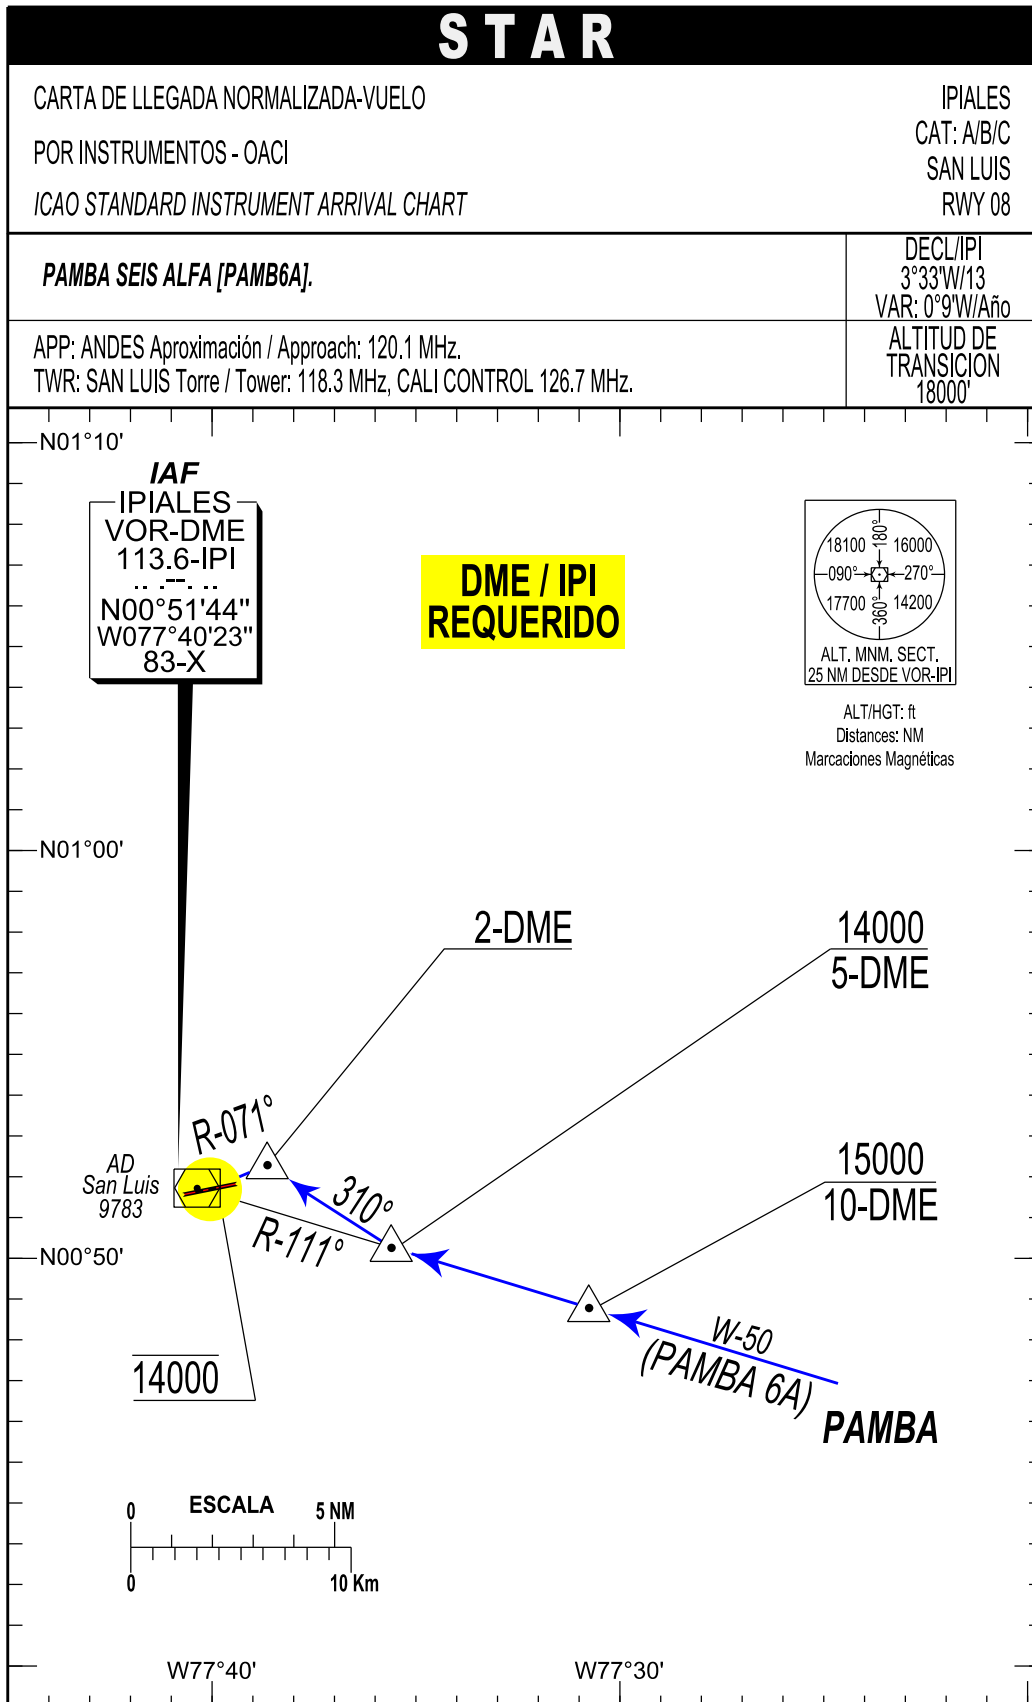 STAR
CARTA DE LLEGADA NORMALIZADA-VUELO
POR INSTRUMENTOS - OACI
ICAO STANDARD INSTRUMENT ARRIVAL CHART
IPIALES
CAT: A/B/C
SAN LUIS
RWY 08
PAMBA SEIS ALFA [PAMB6A].
DECL/IPI
3°33'W/13
VAR: 0°9'W/Año
APP: ANDES Aproximación / Approach: 120.1 MHz.
TWR: SAN LUIS Torre / Tower: 118.3 MHz, CALI CONTROL 126.7 MHz.
ALTITUD DE
TRANSICION
18000'
N01°10'
IAF
IPIALES
VOR-DME
113.6-IPI
.. .--. ..
N00°51'44"
W077°40'23"
83-X
DME / IPI
REQUERIDO
180°
18100 16000
090° 270°
17700 14200
360°
ALT. MNM. SECT.
25 NM DESDE VOR-IPI
ALT/HGT: ft
Distances: NM
Marcaciones Magnéticas
N01°00'
2-DME
14000
5-DME
R-071°
AD
San Luis
9783
310°
R-111°
15000
10-DME
N00°50'
W-50
(PAMBA 6A)
PAMBA
14000
0 ESCALA 5 NM
0 10 Km
W77°40' W77°30'